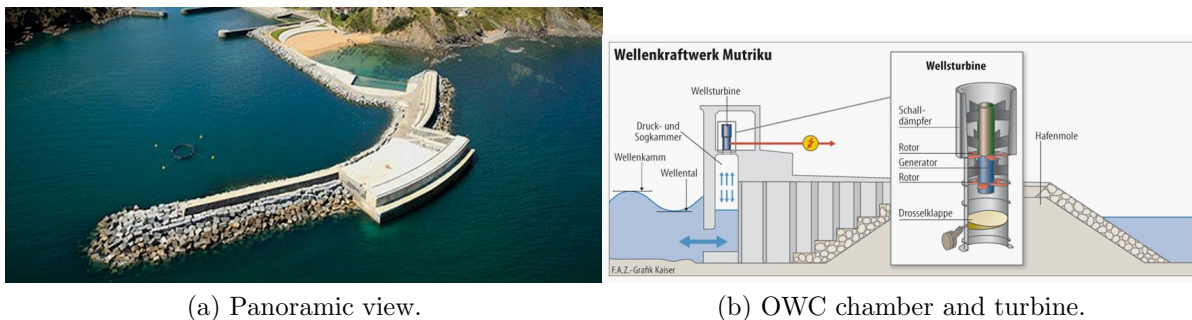 Wellenkraftwerk Mutriku
Wellsturbine
Druck- und
Sogkammer
Wellenkamm
Wellental
F.A.Z.-Grafik Kaiser
Wellsturbine
Schall-
dämpfer
Rotor
Generator
Rotor
Drosselklappe
Hafenmole
(a) Panoramic view.
(b) OWC chamber and turbine.